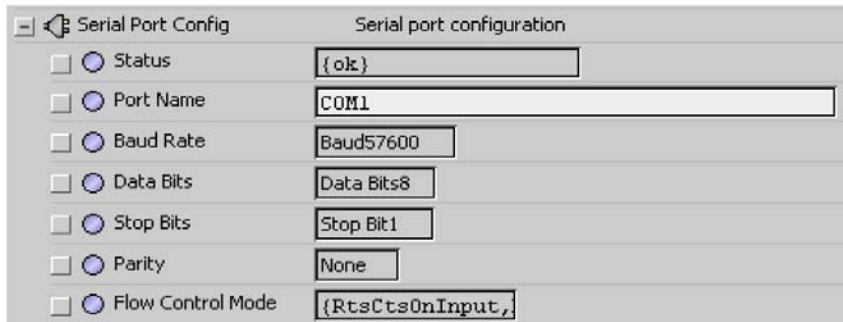 Serial Port Config Serial port configuration
Status {ok}
Port Name COM1
Baud Rate Baud57600
Data Bits Data Bits8
Stop Bits Stop Bit1
Parity None
Flow Control Mode {RtsCtsOnInput,